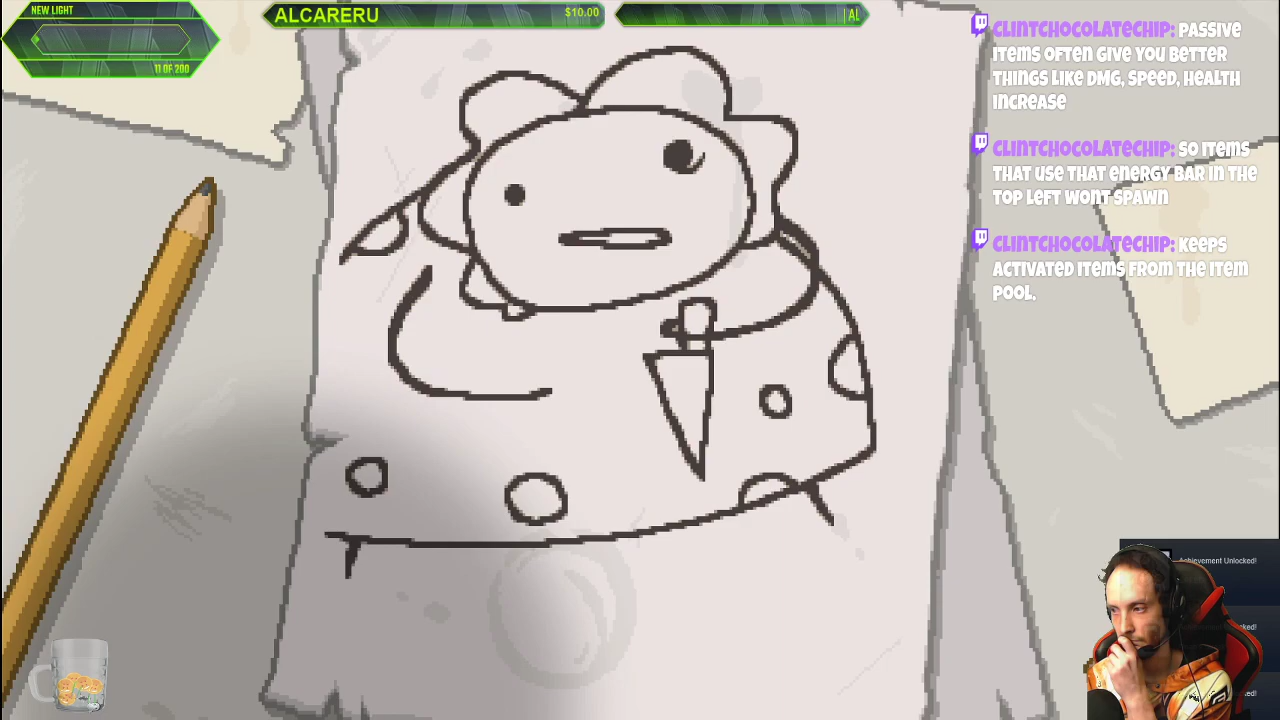 NEW LIGHT
11 OF 200
ALCARERU
$10.00
AL
CLINTCHOCOLATECHIP: PASSIVE
ITEMS OFTEN GIVE YOU BETTER
THINGS LIKE DMG, SPEED, HEALTH
INCREASE
CLINTCHOCOLATECHIP: SO ITEMS
THAT USE THAT ENERGY BAR IN THE
TOP LEFT WONT SPAWN
CLINTCHOCOLATECHIP: KEEPS
ACTIVATED ITEMS FROM THE ITEM
POOL.
Achievement Unlocked!